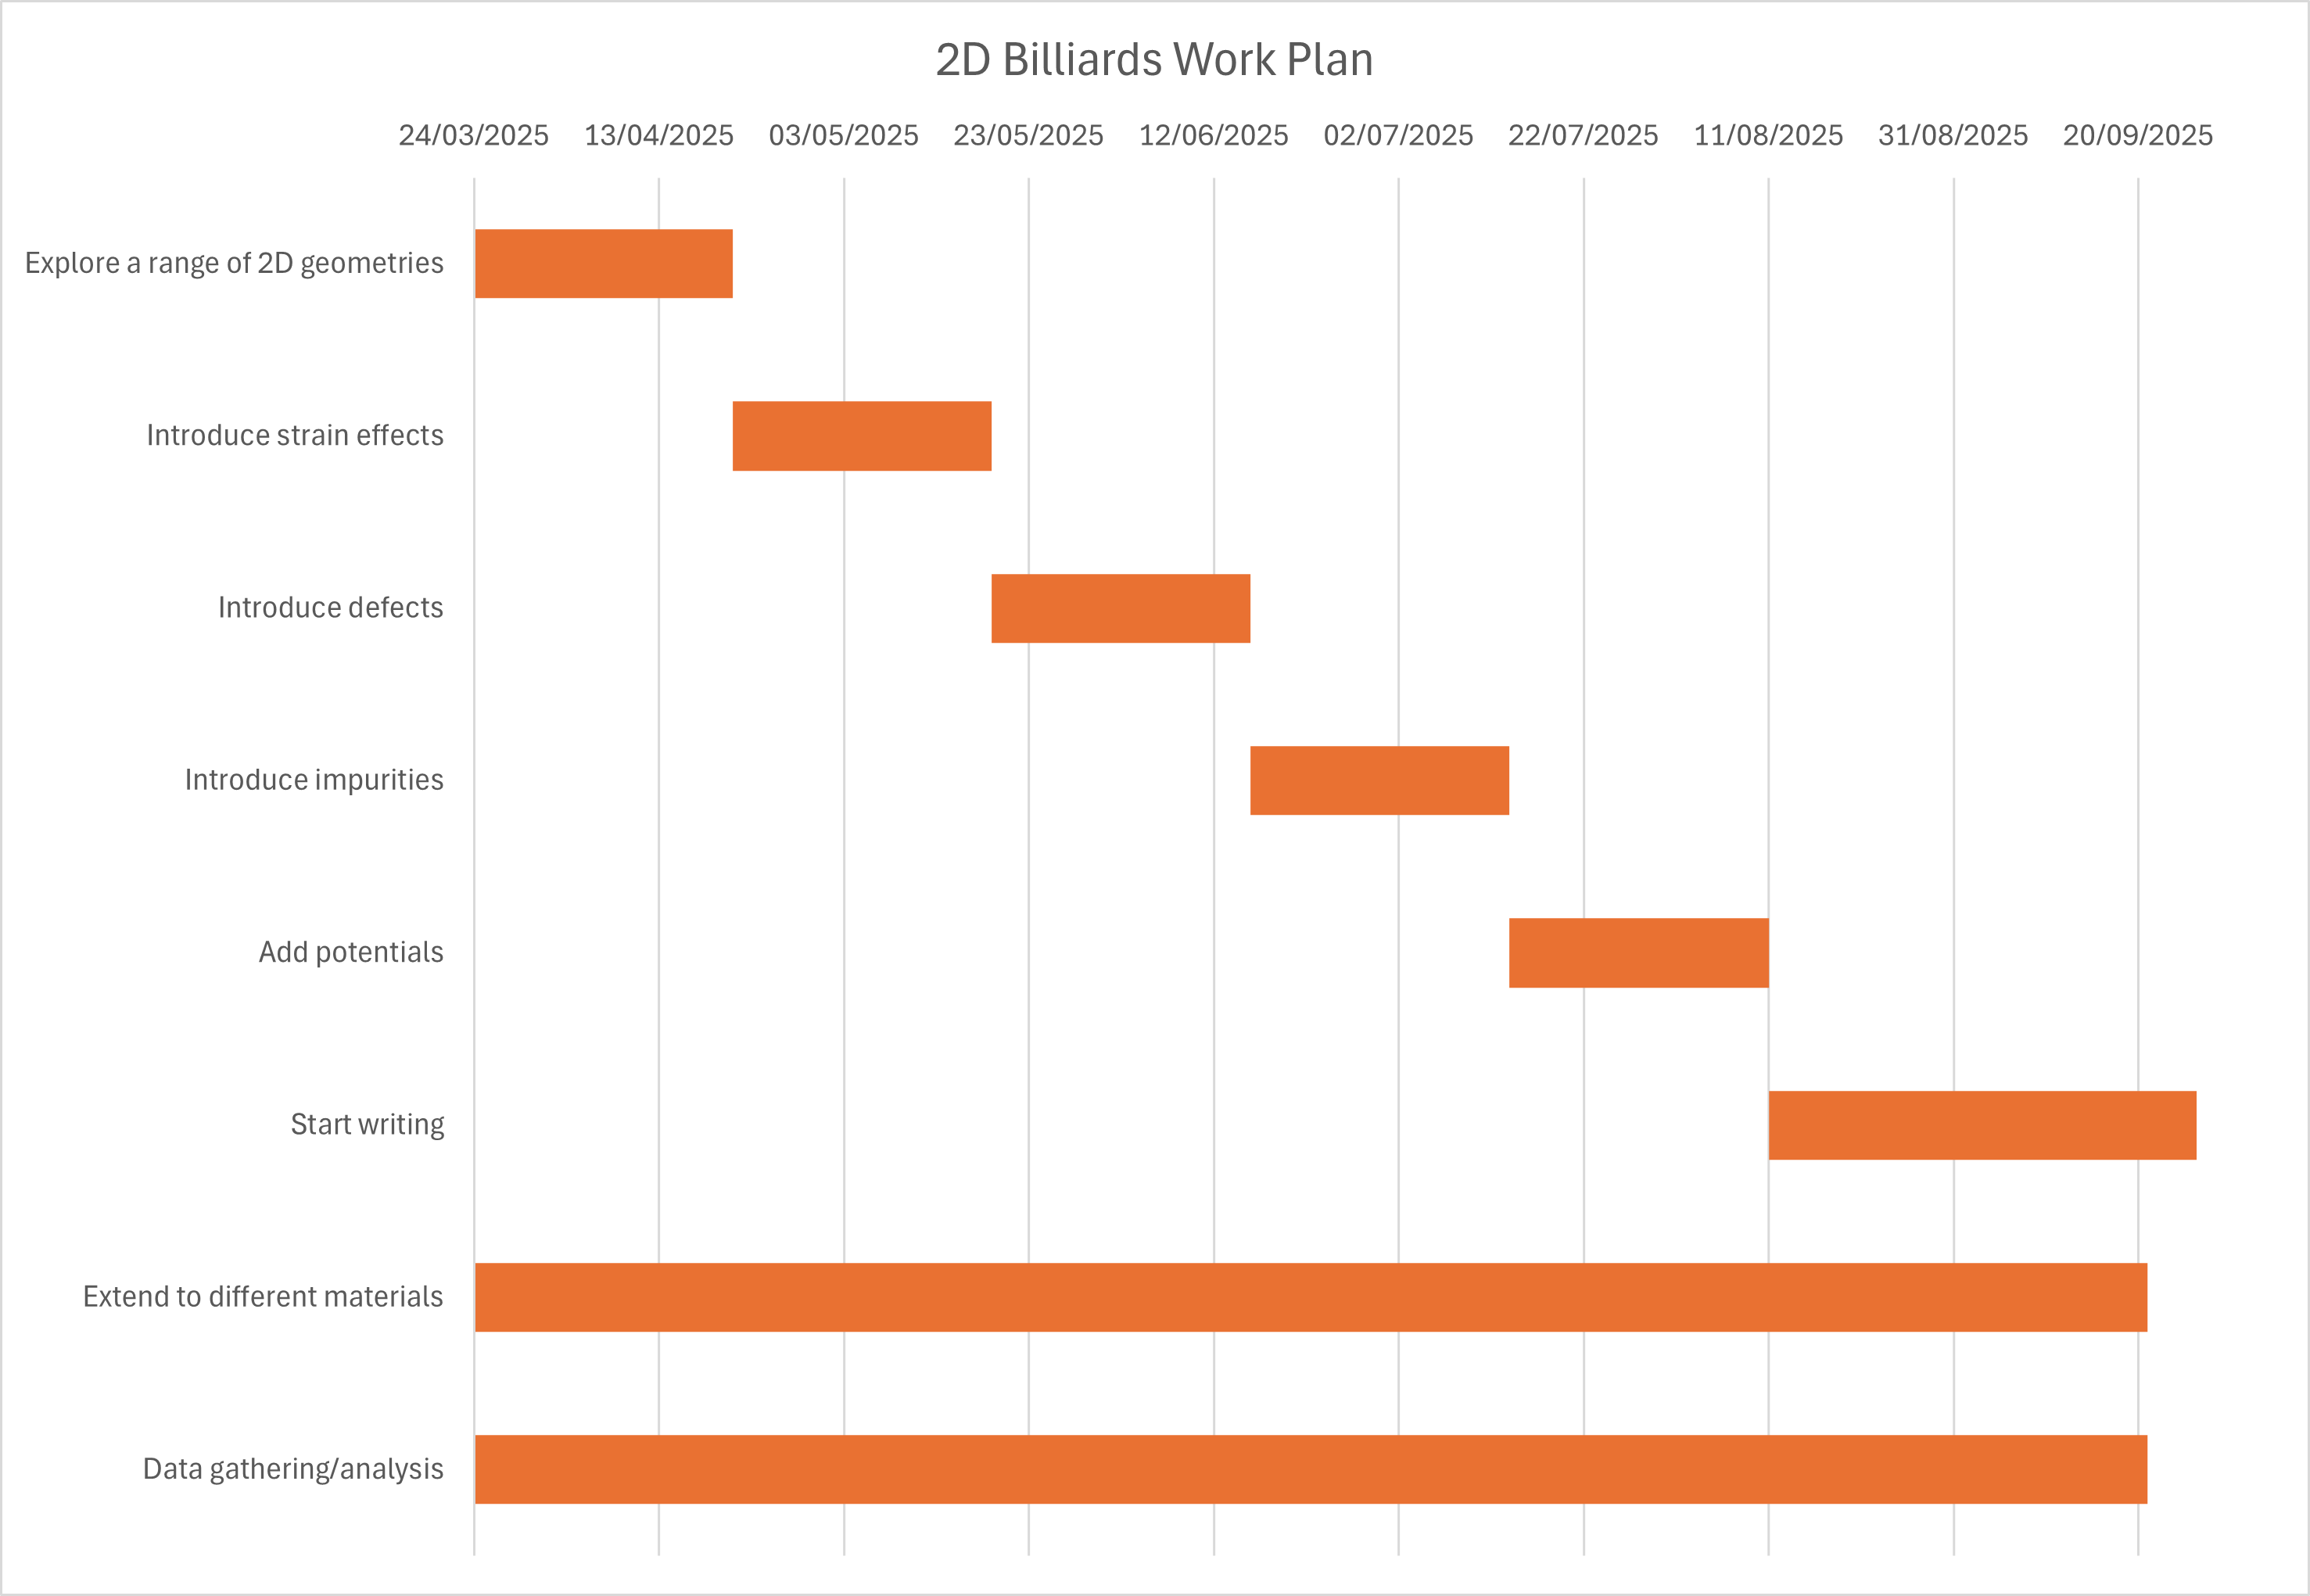 2D Billiards Work Plan
24/03/2025 13/04/2025 03/05/2025 23/05/2025 12/06/2025 02/07/2025 22/07/2025 11/08/2025 31/08/2025 20/09/2025
Explore a range of 2D geometries
Introduce strain effects
Introduce defects
Introduce impurities
Add potentials
Start writing
Extend to different materials
Data gathering/analysis